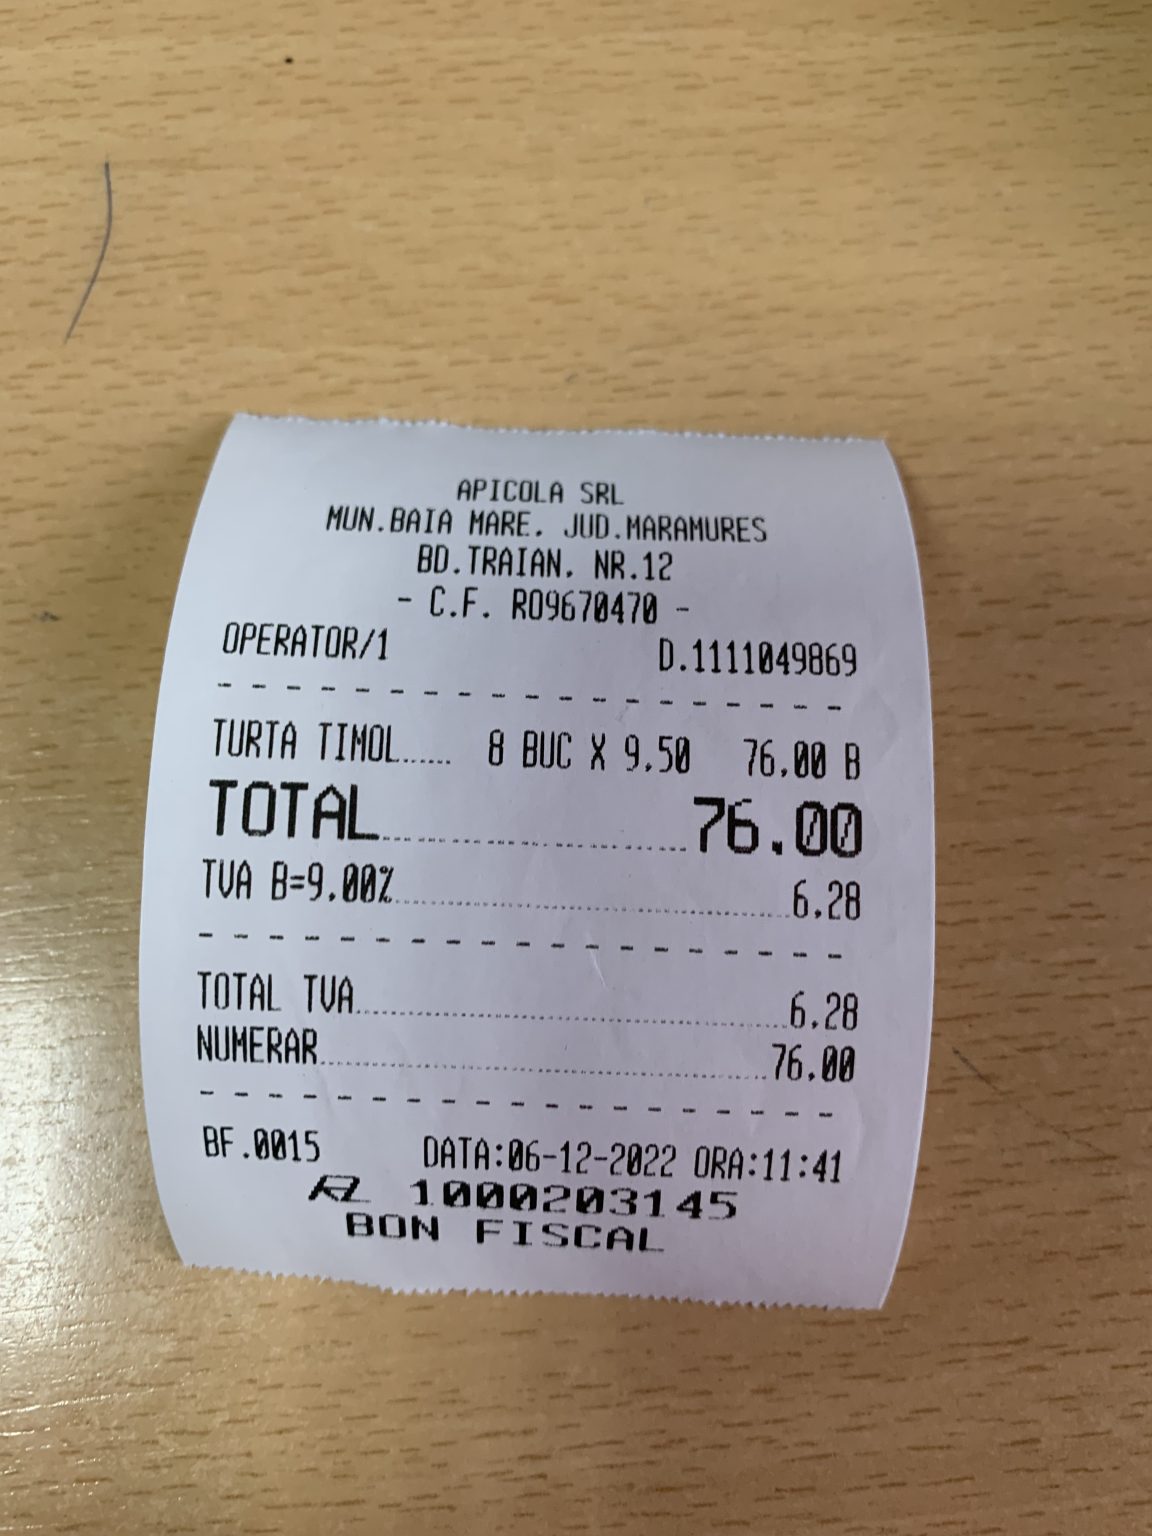 APICOLA SRL
MUN.BAIA MARE. JUD.MARAMURES
BD.TRAIAN. NR.12
- C.F. RO9670470 -
OPERATOR/1 D.1111049869
TURTA TIMOL...... 8 BUC X 9.50 76.00 B
TOTAL 76.00
TVA B=9.00% 6.28
TOTAL TVA 6.28
NUMERAR 76.00
BF.0015 DATA:06-12-2022 ORA:11:41
1000203145
BON FISCAL